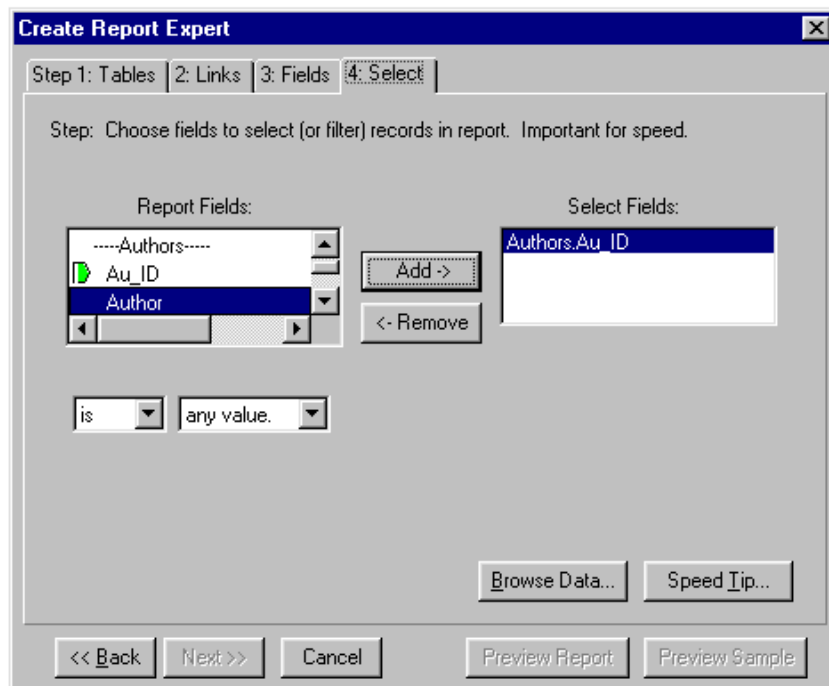 Create Report Expert
Step 1: Tables 2: Links 3: Fields 4: Select
Step: Choose fields to select (or filter) records in report. Important for speed.
Report Fields:
Select Fields:
-----Authors-----
Au_ID
Author
Add ->
<- Remove
Authors.Au_ID
is any value.
Browse Data... Speed Tip...
<< Back Next >> Cancel Preview Report Preview Sample